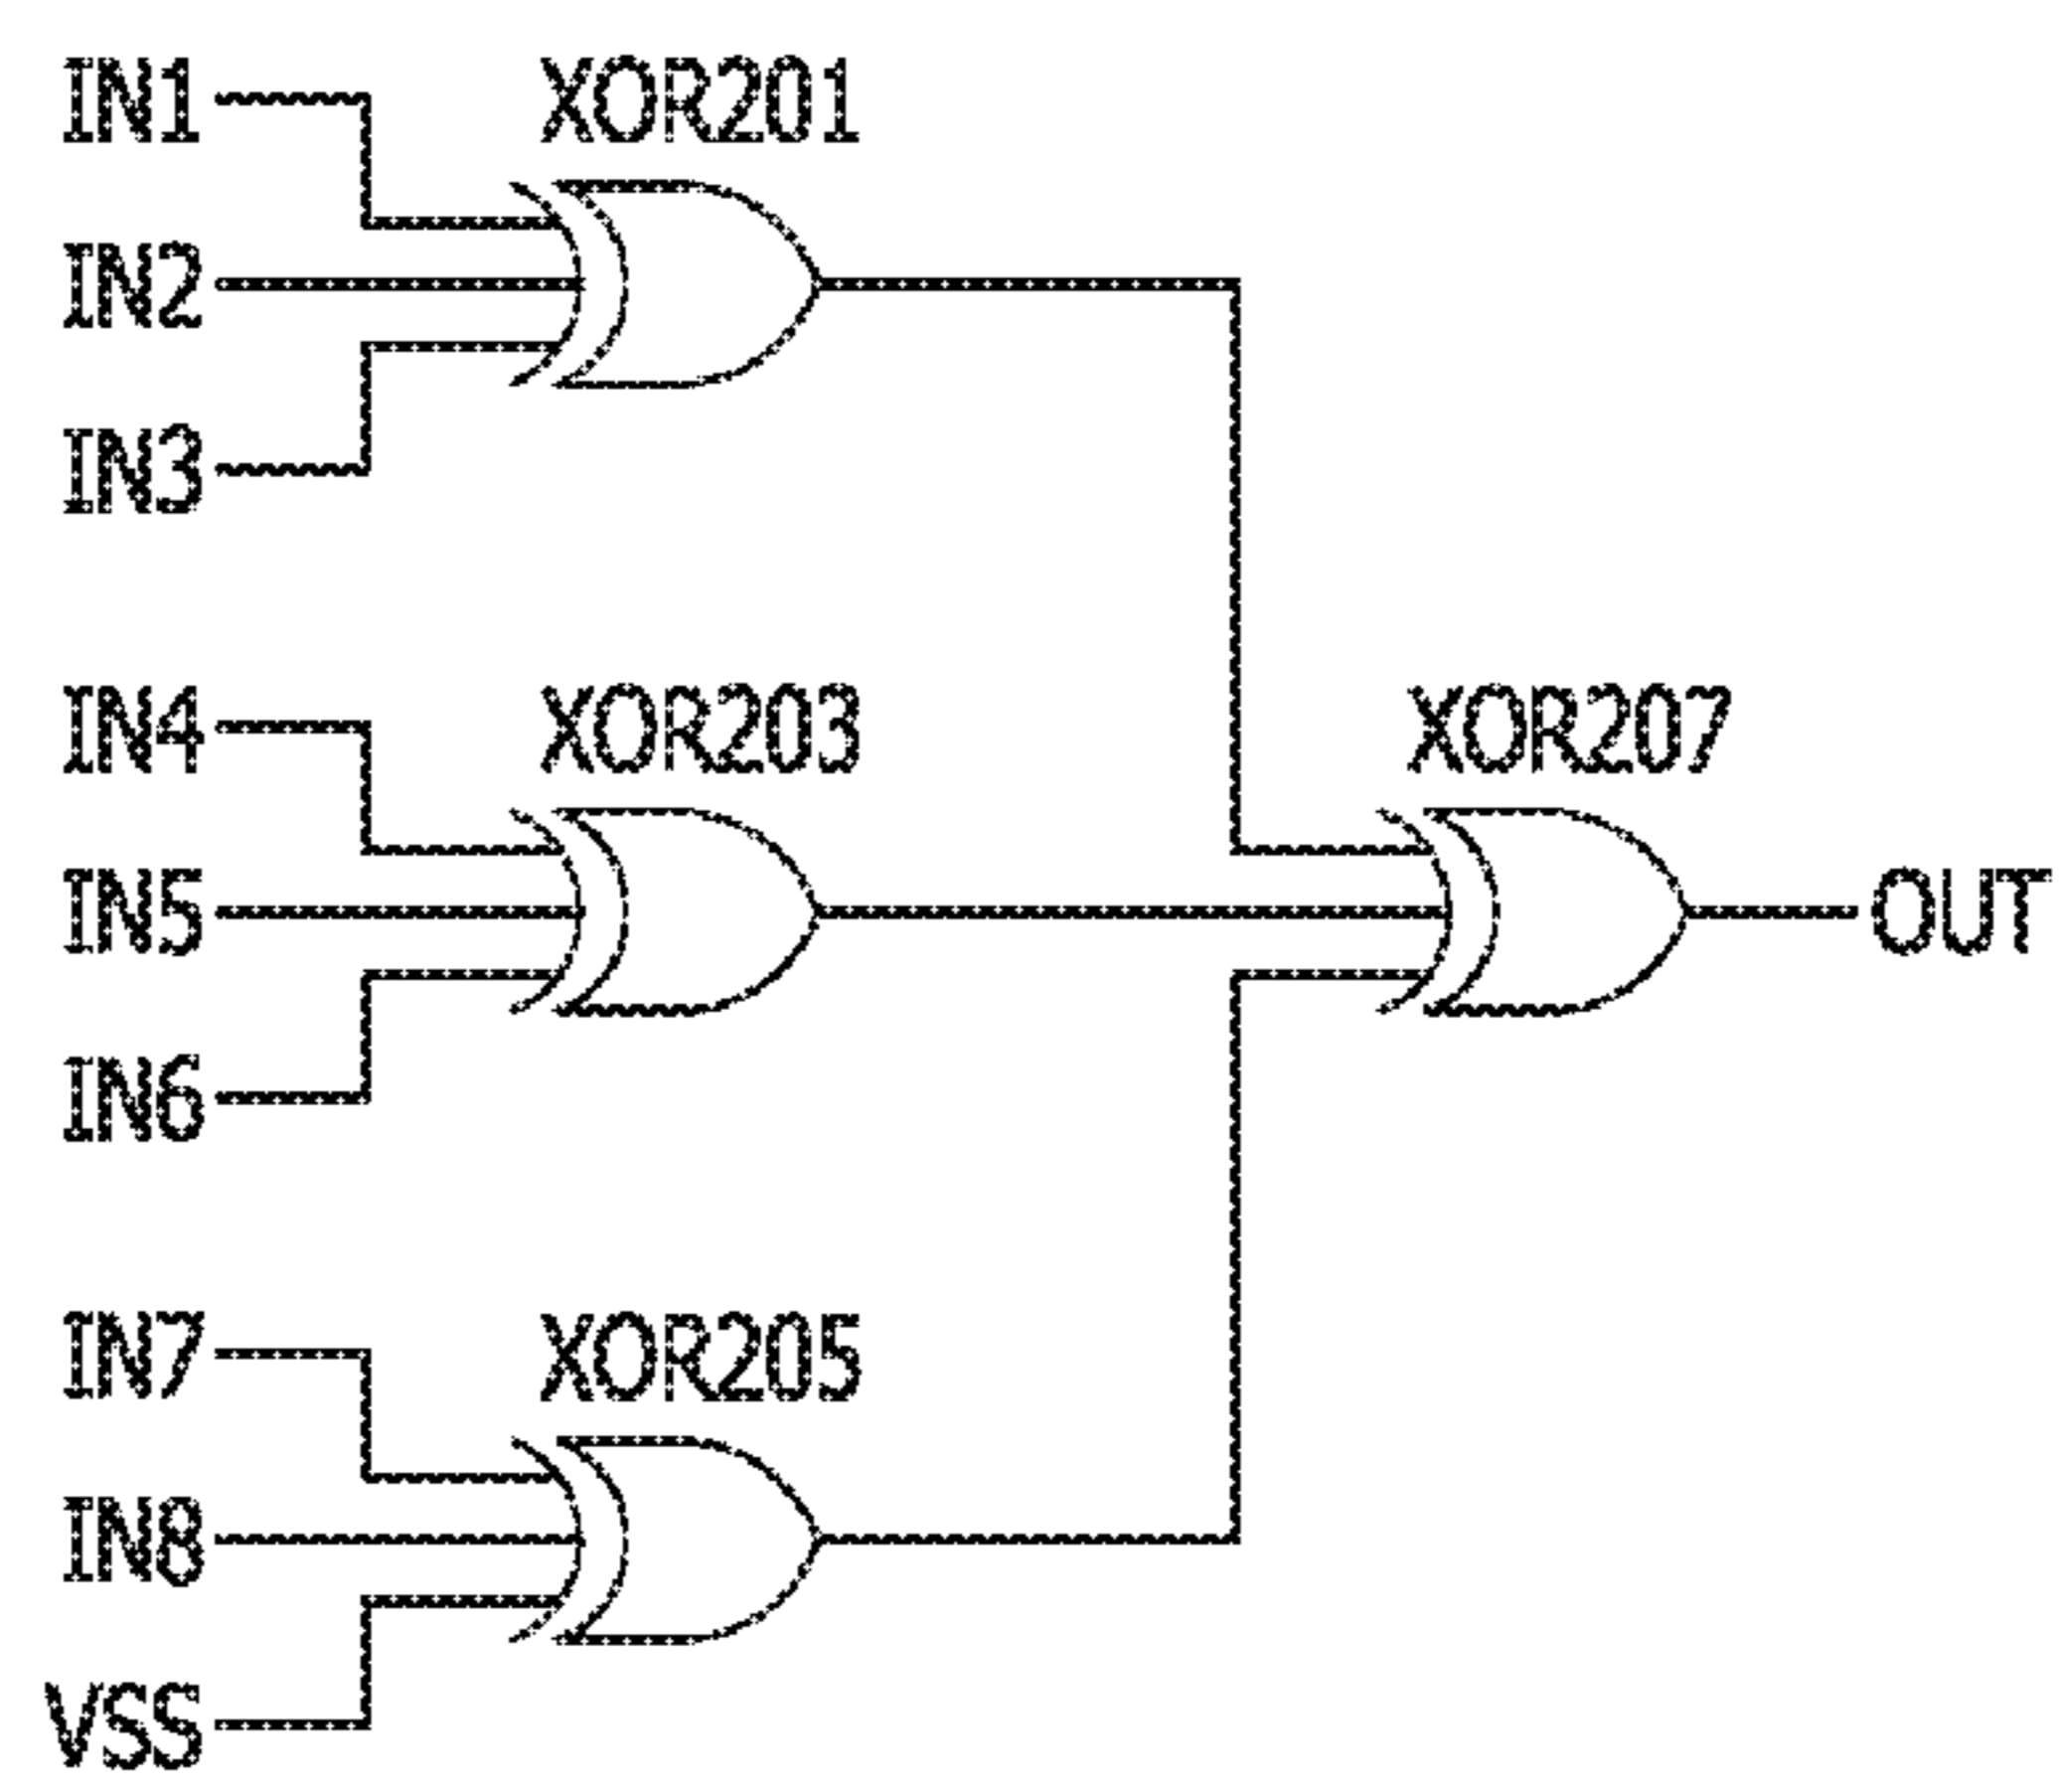 IN1 XOR201
IN2
IN3
IN4 XOR203 XOR207
IN5 OUT
IN6
IN7 XOR205
IN8
VSS